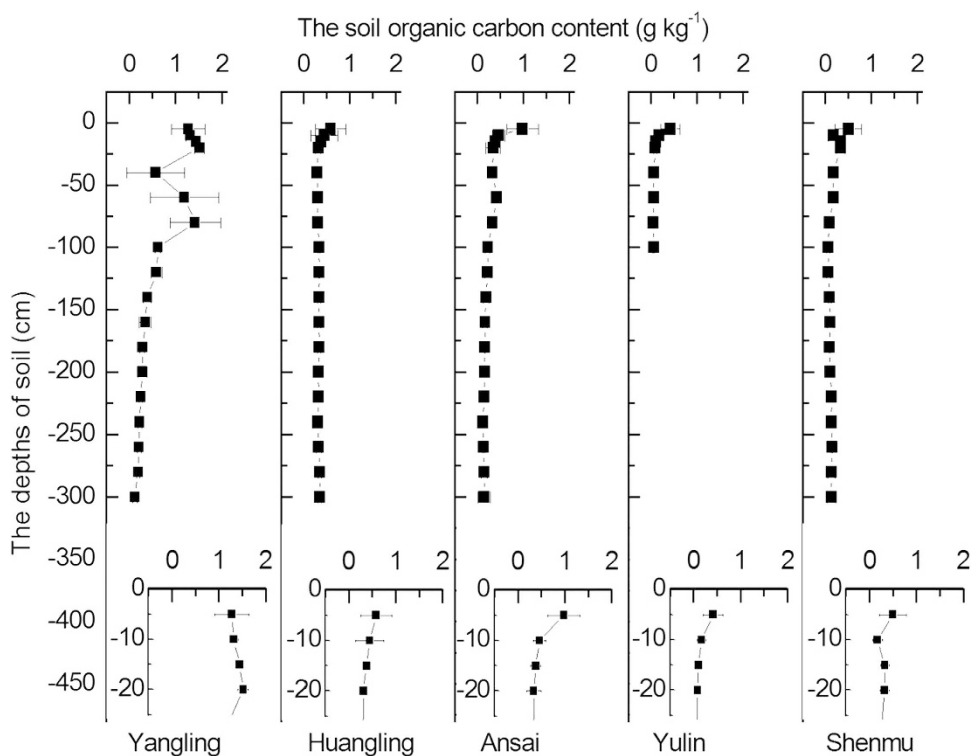 The soil organic carbon content (g kg⁻¹)
0 1 2 0 1 2 0 1 2 0 1 2 0 1 2
The depths of soil (cm)
0
-50
-100
-150
-200
-250
-300
-350
-400
-450
0 1 2 0 1 2 0 1 2 0 1 2 0 1 2
0 0 0 0 0
-10 -10 -10 -10 -10
-20 -20 -20 -20 -20
Yangling Huangling Ansai Yulin Shenmu